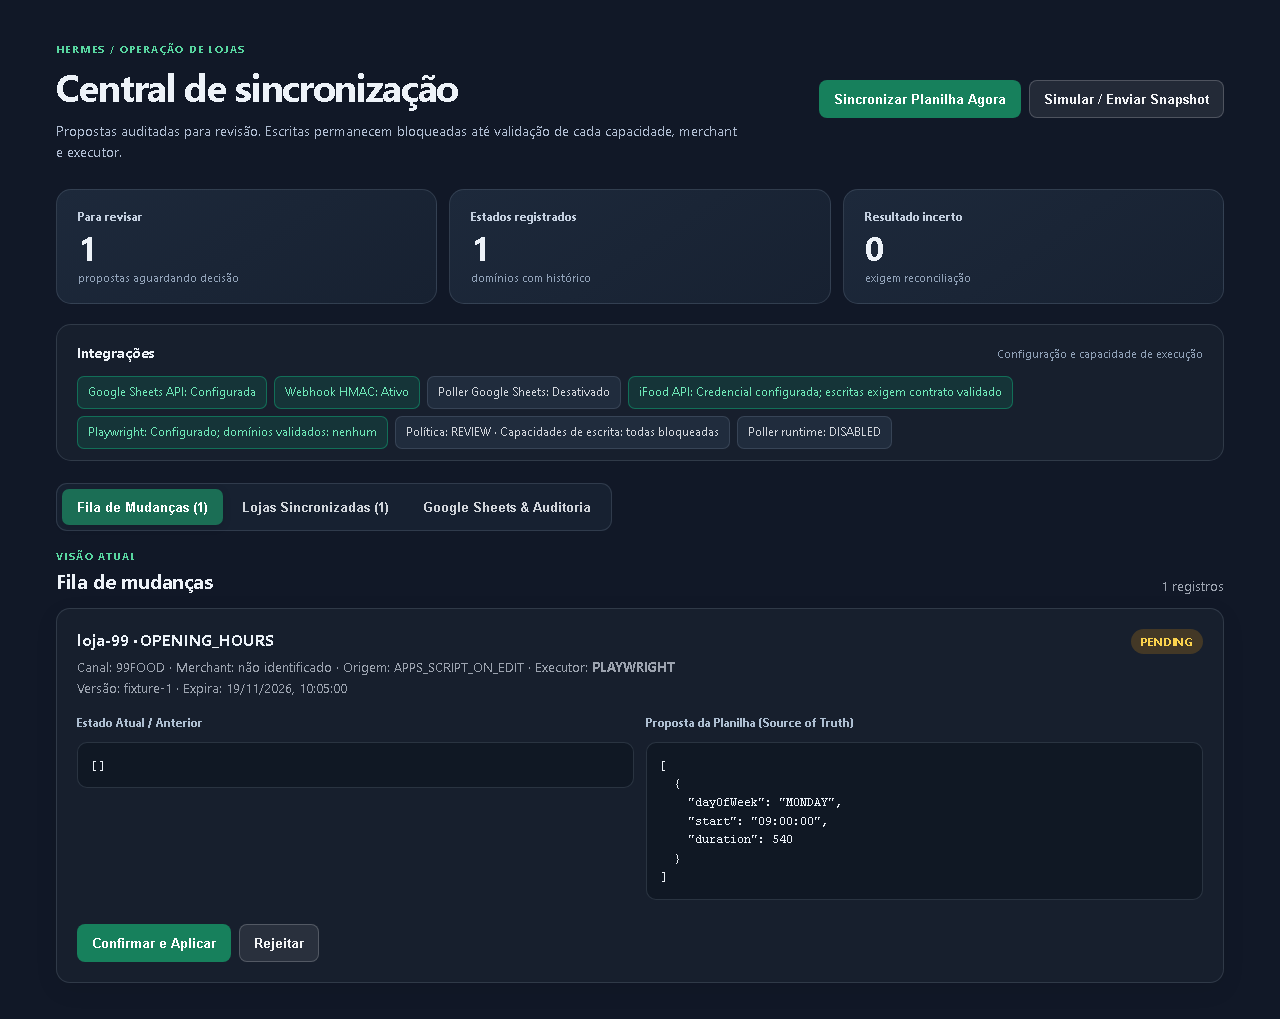 HERMES / OPERAÇÃO DE LOJAS
Central de sincronização
Propostas auditadas para revisão. Escritas permanecem bloqueadas até validação de cada capacidade, merchant
e executor.
Sincronizar Planilha Agora
Simular / Enviar Snapshot
Para revisar
1
propostas aguardando decisão
Estados registrados
1
domínios com histórico
Resultado incerto
0
exigem reconciliação
Integrações
Configuração e capacidade de execução
Google Sheets API: Configurada
Webhook HMAC: Ativo
Poller Google Sheets: Desativado
iFood API: Credencial configurada; escritas exigem contrato validado
Playwright: Configurado; domínios validados: nenhum
Política: REVIEW · Capacidades de escrita: todas bloqueadas
Poller runtime: DISABLED
Fila de Mudanças (1)
Lojas Sincronizadas (1)
Google Sheets & Auditoria
VISÃO ATUAL
Fila de mudanças
1 registros
loja-99 · OPENING_HOURS
PENDING
Canal: 99FOOD · Merchant: não identificado · Origem: APPS_SCRIPT_ON_EDIT · Executor: PLAYWRIGHT
Versão: fixture-1 · Expira: 19/11/2026, 10:05:00
Estado Atual / Anterior
[]
Proposta da Planilha (Source of Truth)
[
  {
    "dayOfWeek": "MONDAY",
    "start": "09:00:00",
    "duration": 540
  }
]
Confirmar e Aplicar
Rejeitar